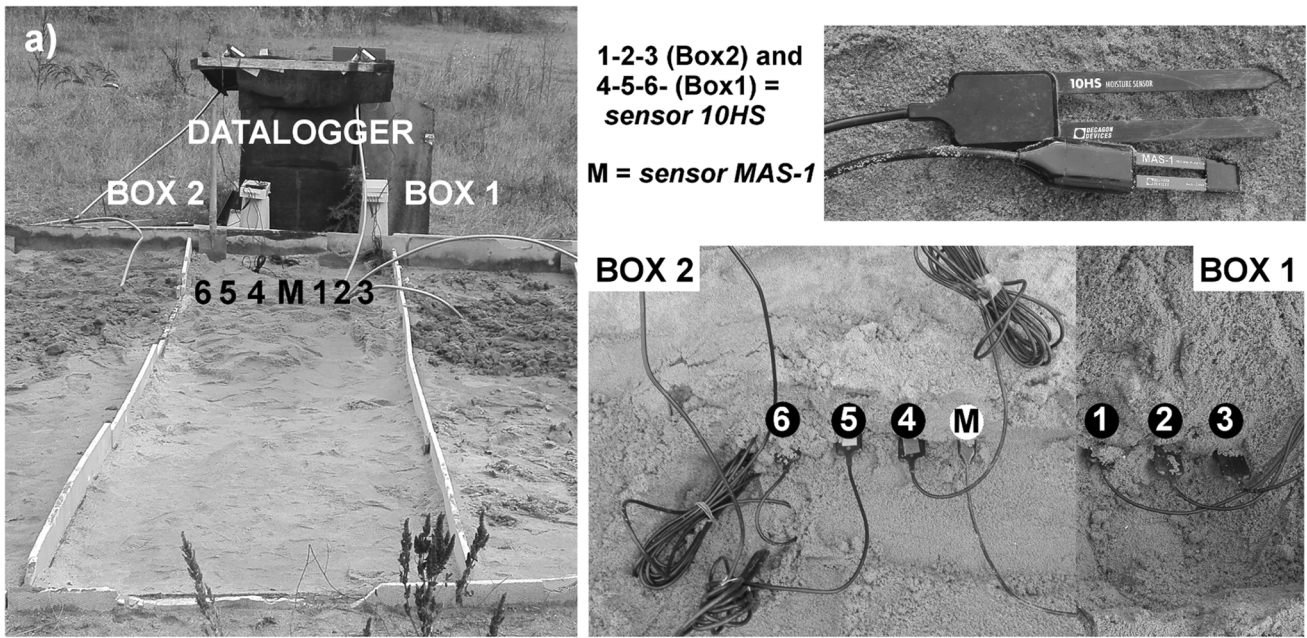 a)
DATALOGGER
BOX 2
BOX 1
6 5 4 M 1 2 3
1-2-3 (Box2) and
4-5-6- (Box1) =
sensor 10HS
M = sensor MAS-1
10HS MOISTURE SENSOR
DECAGON
DEVICES
MAS-1
BOX 2
BOX 1
6
5
4
M
1
2
3